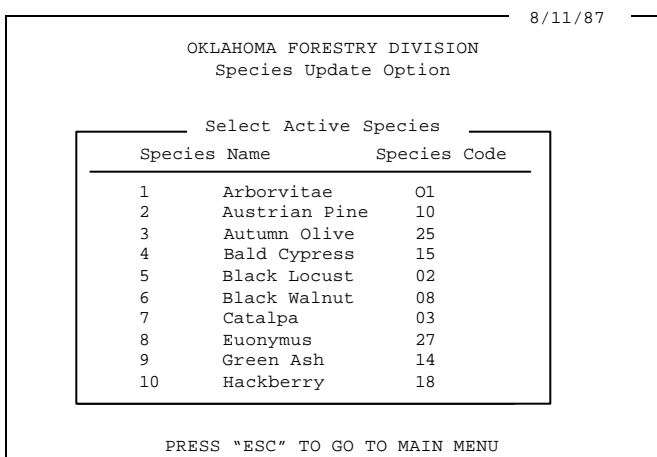 8/11/87
OKLAHOMA FORESTRY DIVISION
Species Update Option
Select Active Species
Species Name Species Code
1 Arborvitae O1
2 Austrian Pine 10
3 Autumn Olive 25
4 Bald Cypress 15
5 Black Locust 02
6 Black Walnut 08
7 Catalpa 03
8 Euonymus 27
9 Green Ash 14
10 Hackberry 18
PRESS “ESC” TO GO TO MAIN MENU